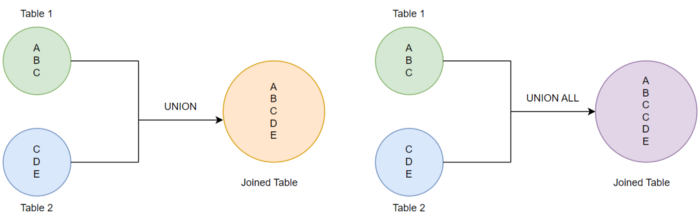 Table 1
A
B
C
UNION
A
B
C
D
E
C
D
E
Table 2
Joined Table
Table 1
A
B
C
UNION ALL
A
B
C
C
D
E
C
D
E
Table 2
Joined Table